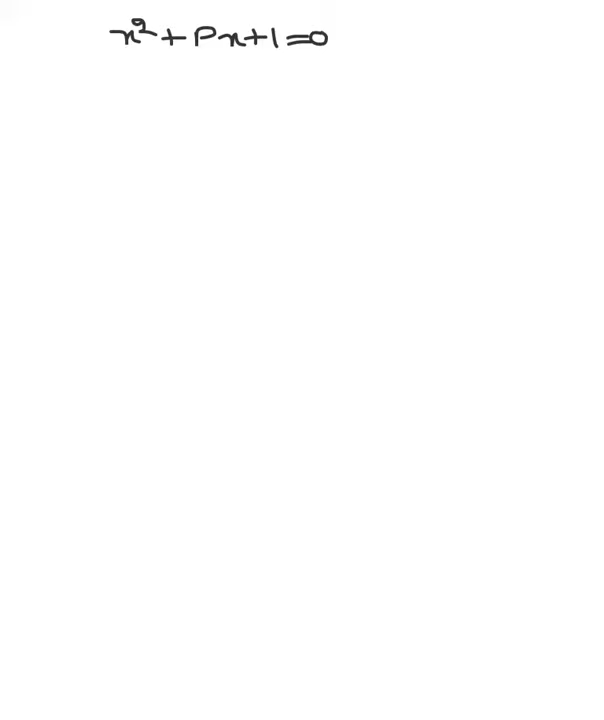 x² + Px + 1 = 0